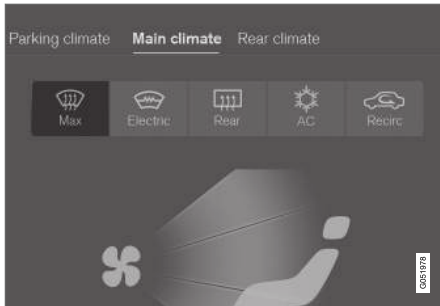 Parking climate Main climate Rear climate
Max Electric Rear AC Recirc
G051978